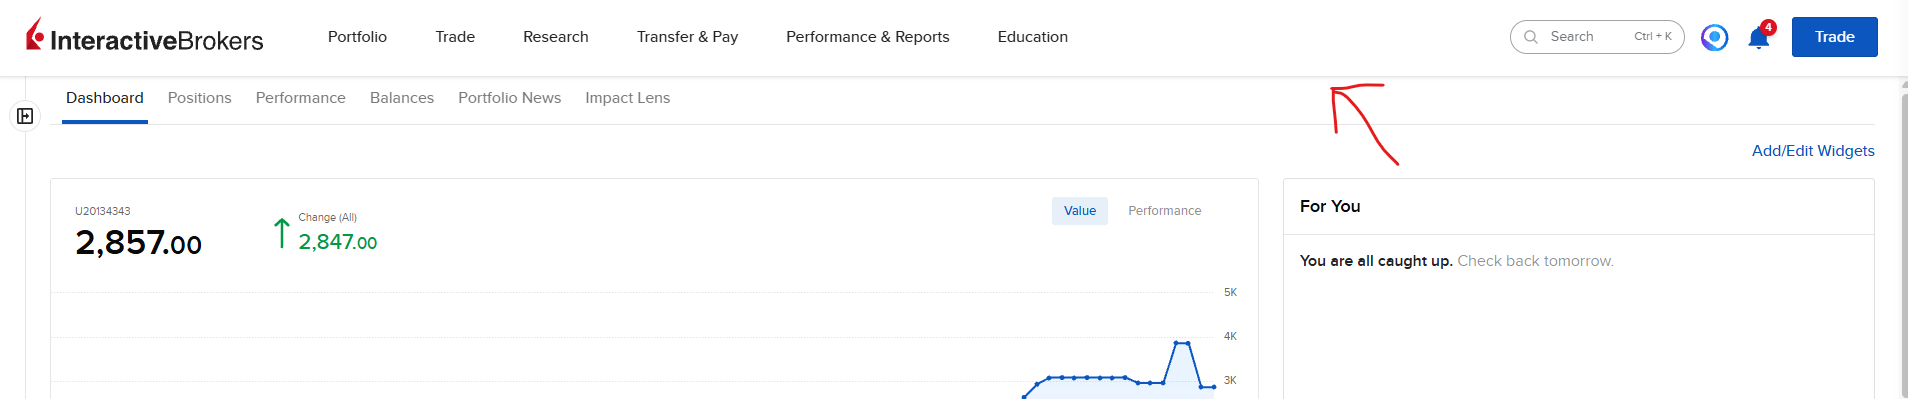 InteractiveBrokers Portfolio Trade Research Transfer & Pay Performance & Reports Education Search Ctrl + K 4 Trade
Dashboard Positions Performance Balances Portfolio News Impact Lens
Add/Edit Widgets
U20134343
2,857.00
Change (All)
2,847.00
Value Performance
5K
4K
3K
For You
You are all caught up. Check back tomorrow.